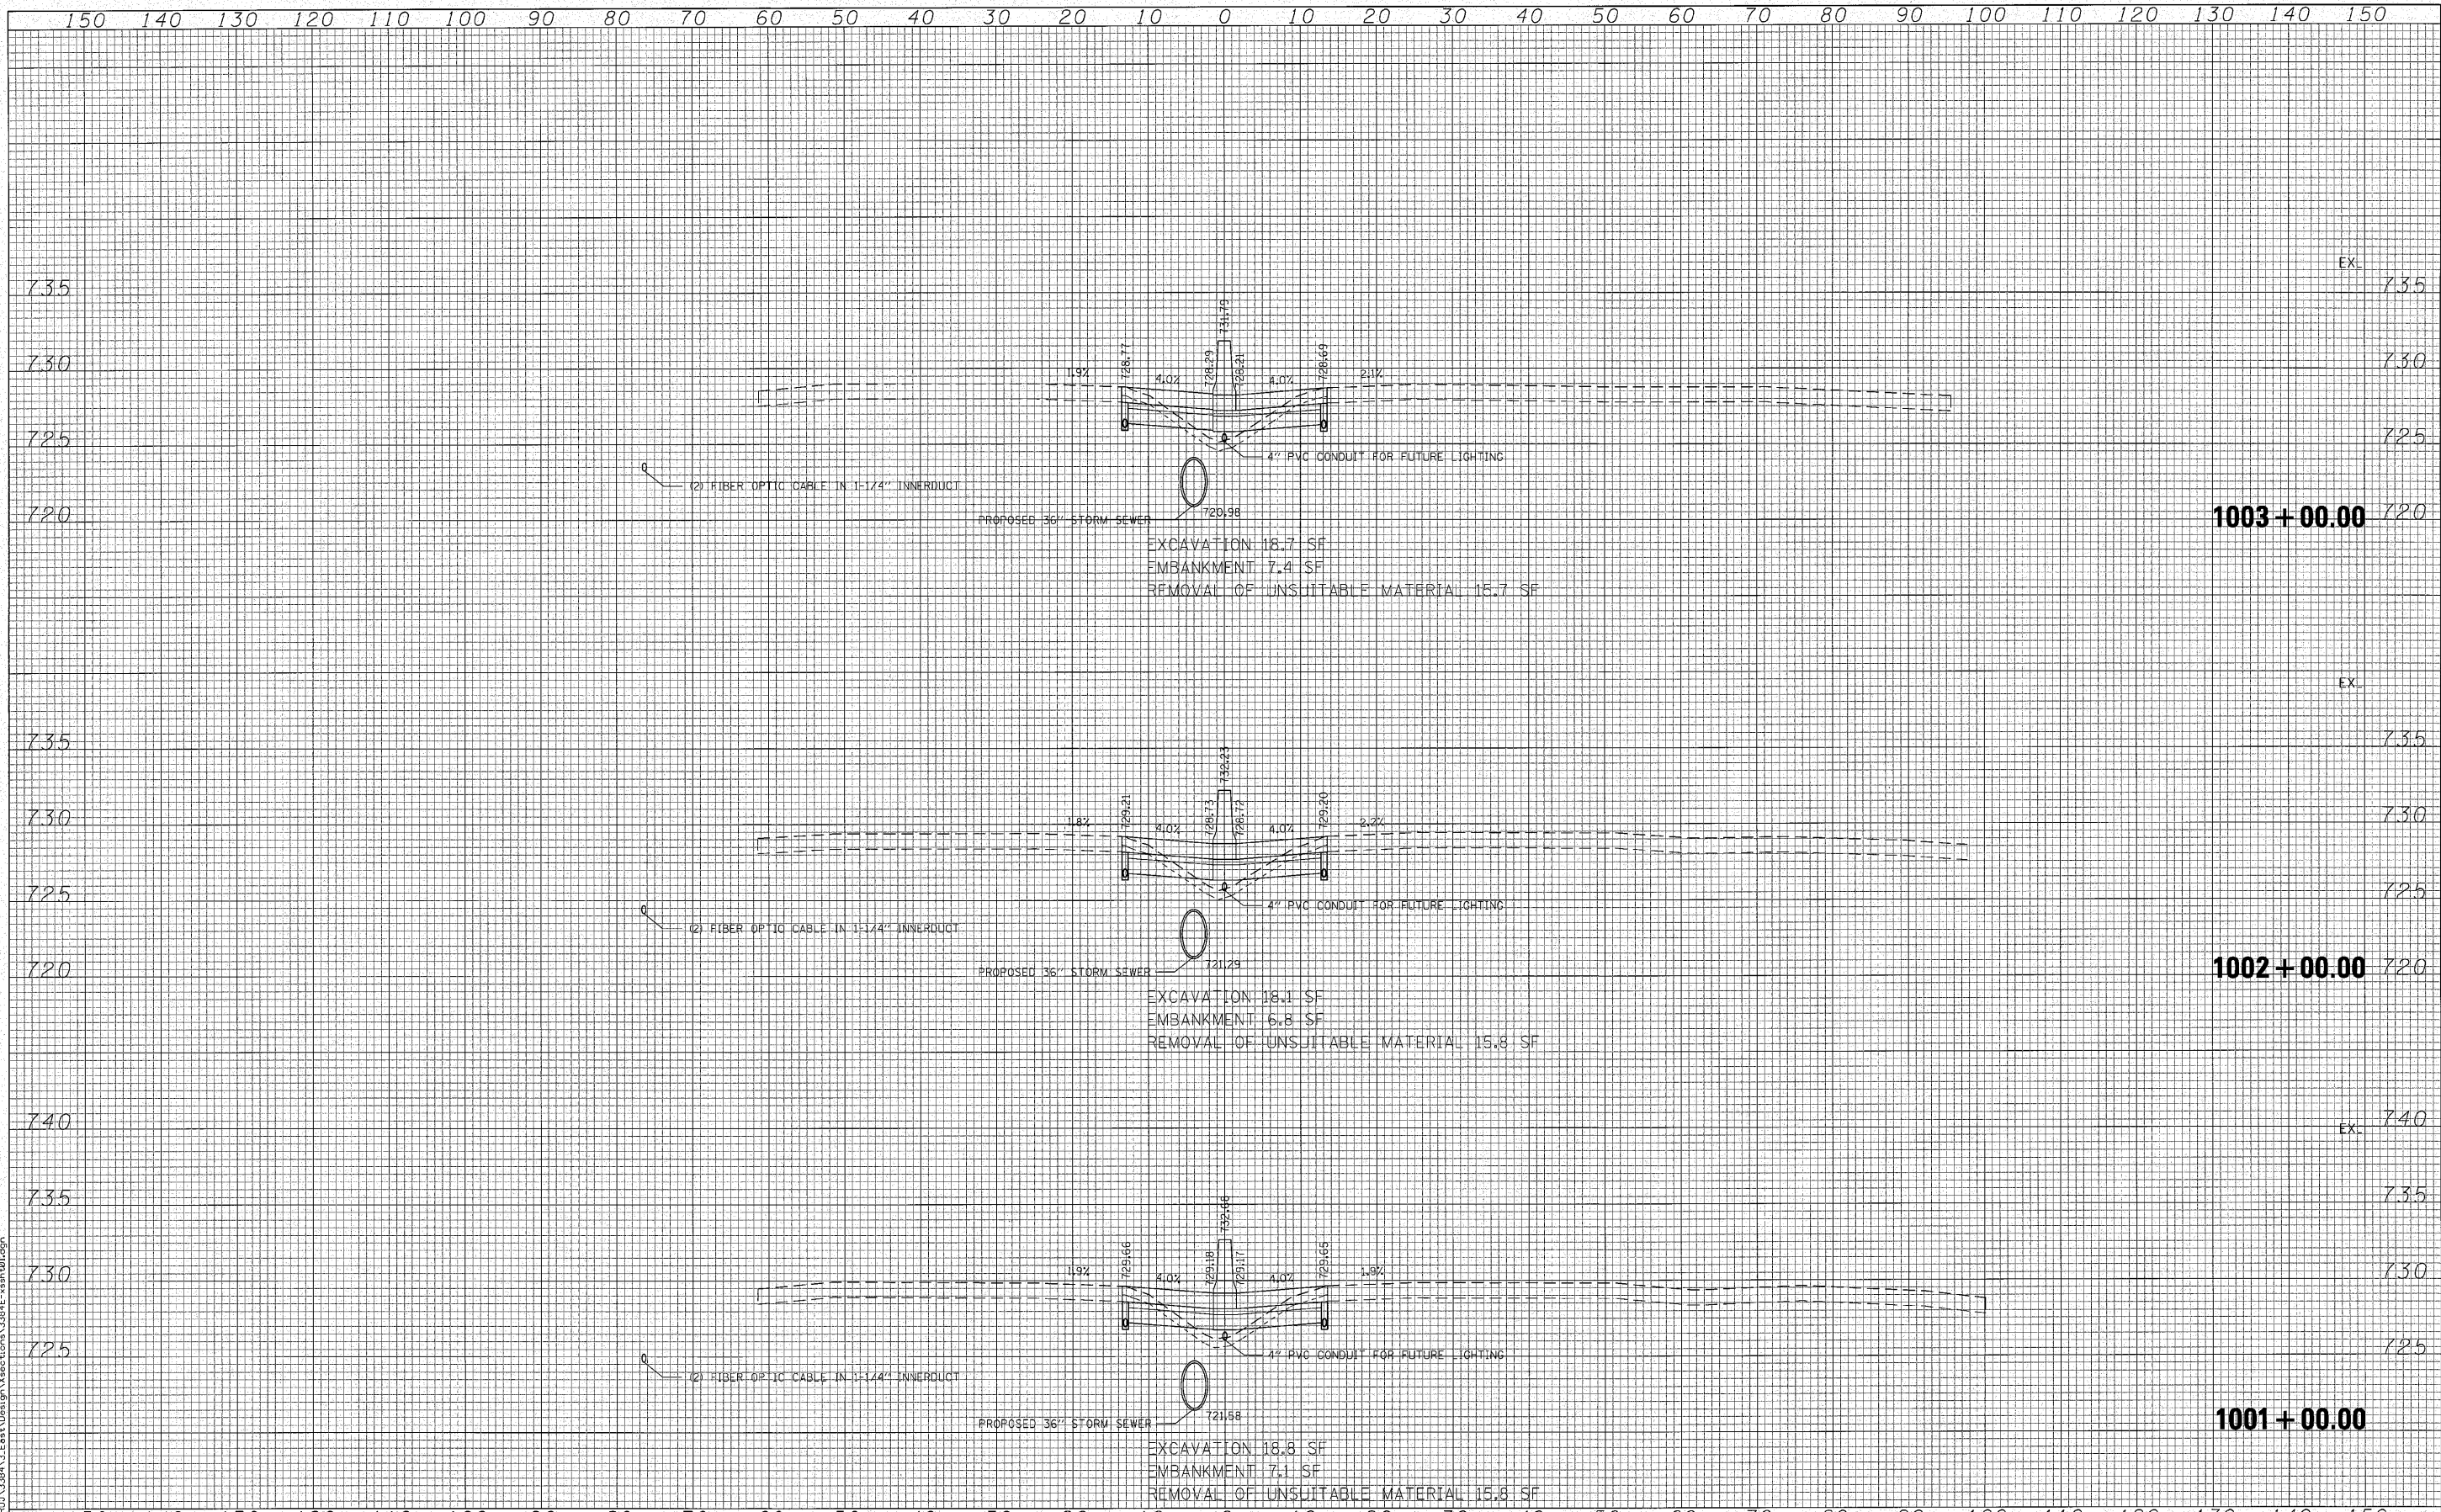 150 140 130 120 110 100 90 80 70 60 50 40 30 20 10 0 10 20 30 40 50 60 70 80 90 100 110 120 130 140 150
EX.
735 735
731.79
730 728.77 728.29 728.21 728.69 730
1.9% 4.0% 4.0% 2.1%
725 725
4" PVC CONDUIT FOR FUTURE LIGHTING
(2) FIBER OPTIC CABLE IN 1-1/4" INNERDUCT
720.98
720 PROPOSED 36" STORM SEWER 1003+00.00 720
EXCAVATION 18.7 SF
EMBANKMENT 7.4 SF
REMOVAL OF UNSUITABLE MATERIAL 15.7 SF
EX.
735 735
732.23
730 729.21 728.73 728.72 729.20 730
1.8% 4.0% 4.0% 2.2%
725 725
4" PVC CONDUIT FOR FUTURE LIGHTING
(2) FIBER OPTIC CABLE IN 1-1/4" INNERDUCT
721.29
720 PROPOSED 36" STORM SEWER 1002+00.00 720
EXCAVATION 18.1 SF
EMBANKMENT 6.8 SF
REMOVAL OF UNSUITABLE MATERIAL 15.8 SF
740 EX. 740
735 735
732.68
730 729.66 729.18 729.17 729.65 730
1.9% 4.0% 4.0% 1.9%
725 725
4" PVC CONDUIT FOR FUTURE LIGHTING
(2) FIBER OPTIC CABLE IN 1-1/4" INNERDUCT
721.58
PROPOSED 36" STORM SEWER 1001+00.00
EXCAVATION 18.8 SF
EMBANKMENT 7.1 SF
REMOVAL OF UNSUITABLE MATERIAL 15.8 SF